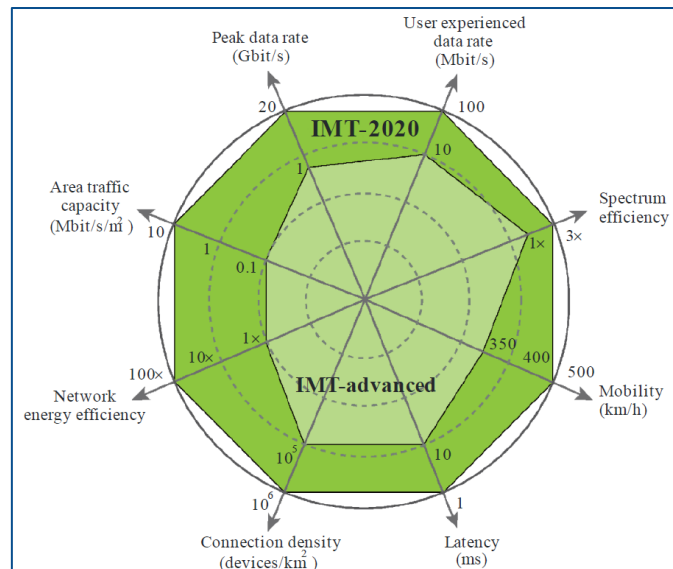 Peak data rate
(Gbit/s)
User experienced
data rate
(Mbit/s)
20
100
IMT-2020
1
10
Area traffic
capacity
(Mbit/s/m²)
Spectrum
efficiency
10
1
0.1
1×
3×
1×
10×
100×
350
400
500
Network
energy efficiency
IMT-advanced
Mobility
(km/h)
10⁵
10
10⁶
1
Connection density
(devices/km²)
Latency
(ms)